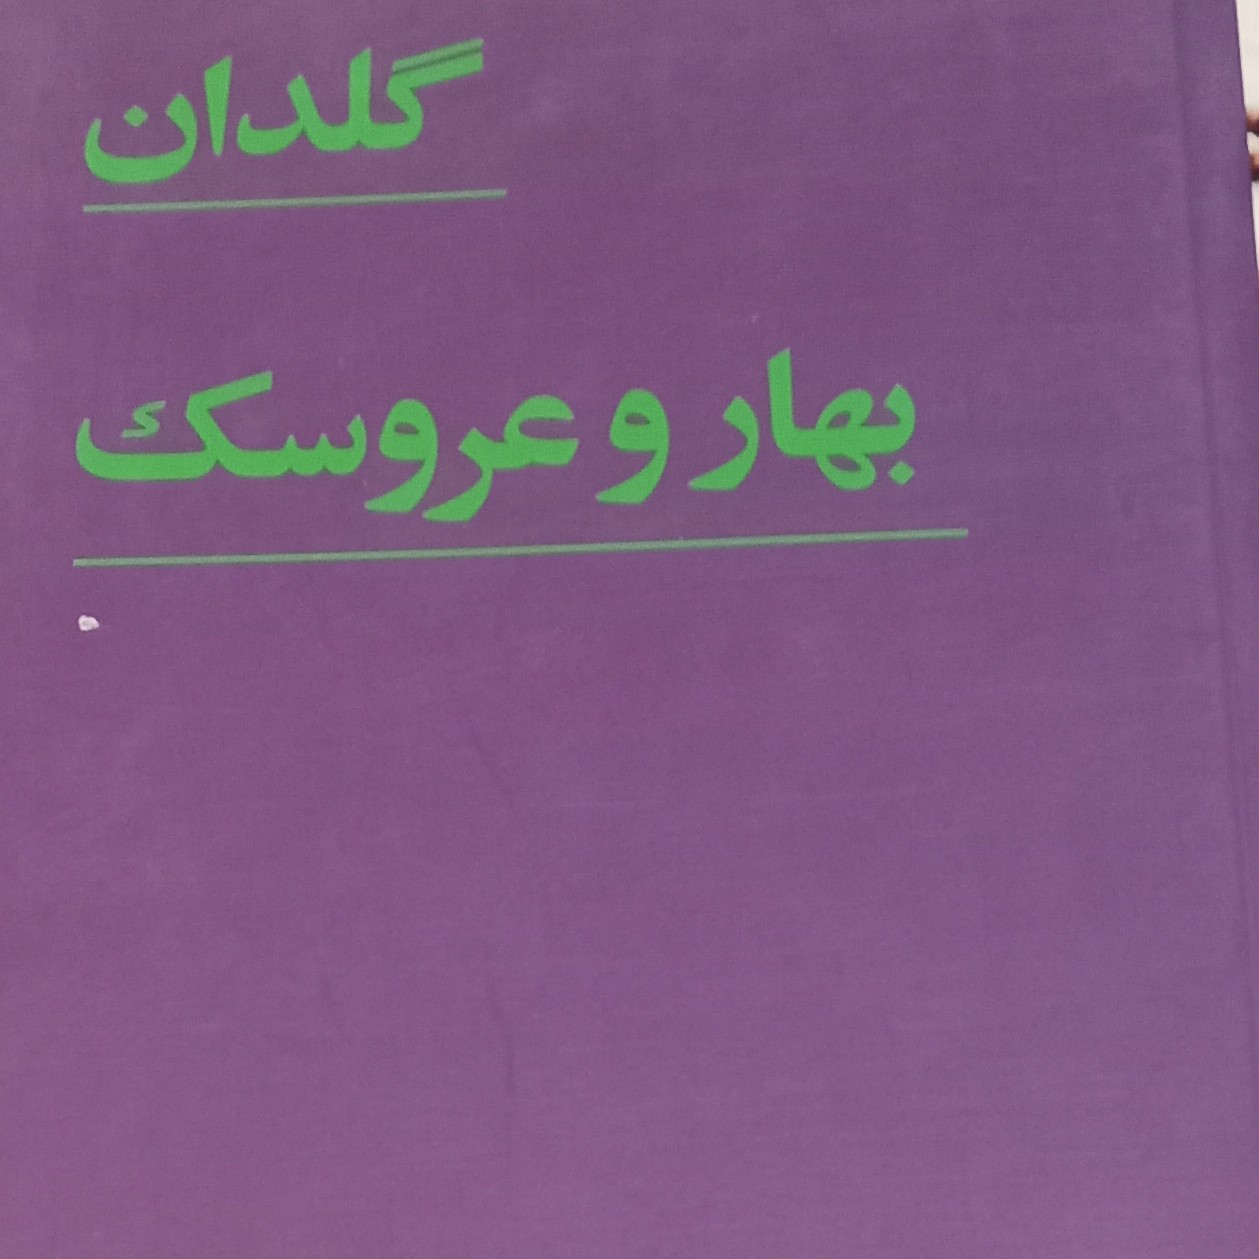 گلدان
بهار و عروسک